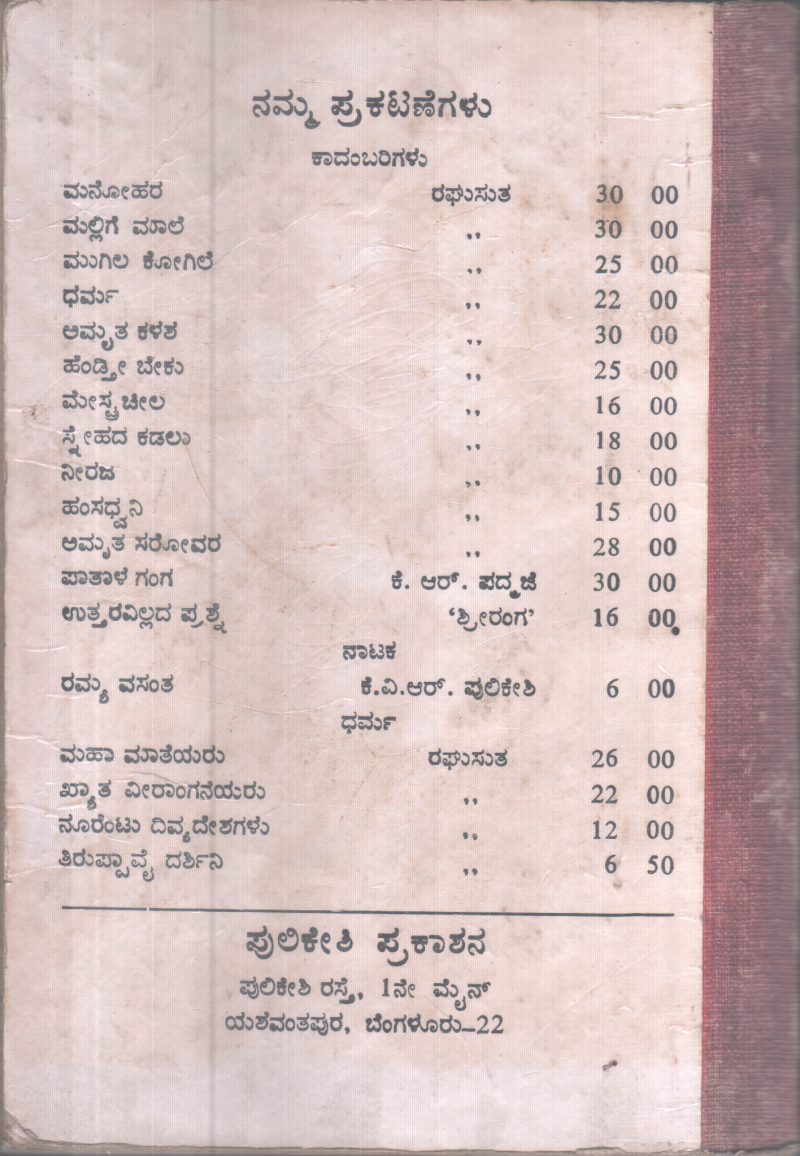 ನಮ್ಮ ಪ್ರಕಟಣೆಗಳು
ಕಾದಂಬರಿಗಳು
ಮನೋಹರ ರಘುಸುತ 30 00
ಮಲ್ಲಿಗೆ ಮಾಲೆ ,, 30 00
ಮುಗಿಲ ಕೋಗಿಲೆ ,, 25 00
ಧರ್ಮ ,, 22 00
ಅಮೃತ ಕಳಶ ,, 30 00
ಹೆಂಡ್ತೀ ಬೇಕು ,, 25 00
ಮೇಸ್ಟ್ರಚೀಲ ,, 16 00
ಸ್ನೇಹದ ಕಡಲು ,, 18 00
ನೀರಜ ,, 10 00
ಹಂಸಧ್ವನಿ ,, 15 00
ಅಮೃತ ಸರೋವರ ,, 28 00
ಪಾತಾಳ ಗಂಗ ಕೆ. ಆರ್. ಪದ್ಮಜೆ 30 00
ಉತ್ತರವಿಲ್ಲದ ಪ್ರಶ್ನೆ ‘ಶ್ರೀರಂಗ’ 16 00
ನಾಟಕ
ರಮ್ಯ ವಸಂತ ಕೆ.ವಿ.ಆರ್. ಪುಲಿಕೇಶಿ 6 00
ಧರ್ಮ
ಮಹಾ ಮಾತೆಯರು ರಘುಸುತ 26 00
ಖ್ಯಾತ ವೀರಾಂಗನೆಯರು ,, 22 00
ನೂರೆಂಟು ದಿವ್ಯದೇಶಗಳು ,, 12 00
ತಿರುಪ್ಪಾವೈ ದರ್ಶಿನಿ ,, 6 50
ಪುಲಿಕೇಶಿ ಪ್ರಕಾಶನ
ಪುಲಿಕೇಶಿ ರಸ್ತೆ, 1ನೇ ಮೈನ್
ಯಶವಂತಪುರ, ಬೆಂಗಳೂರು–22